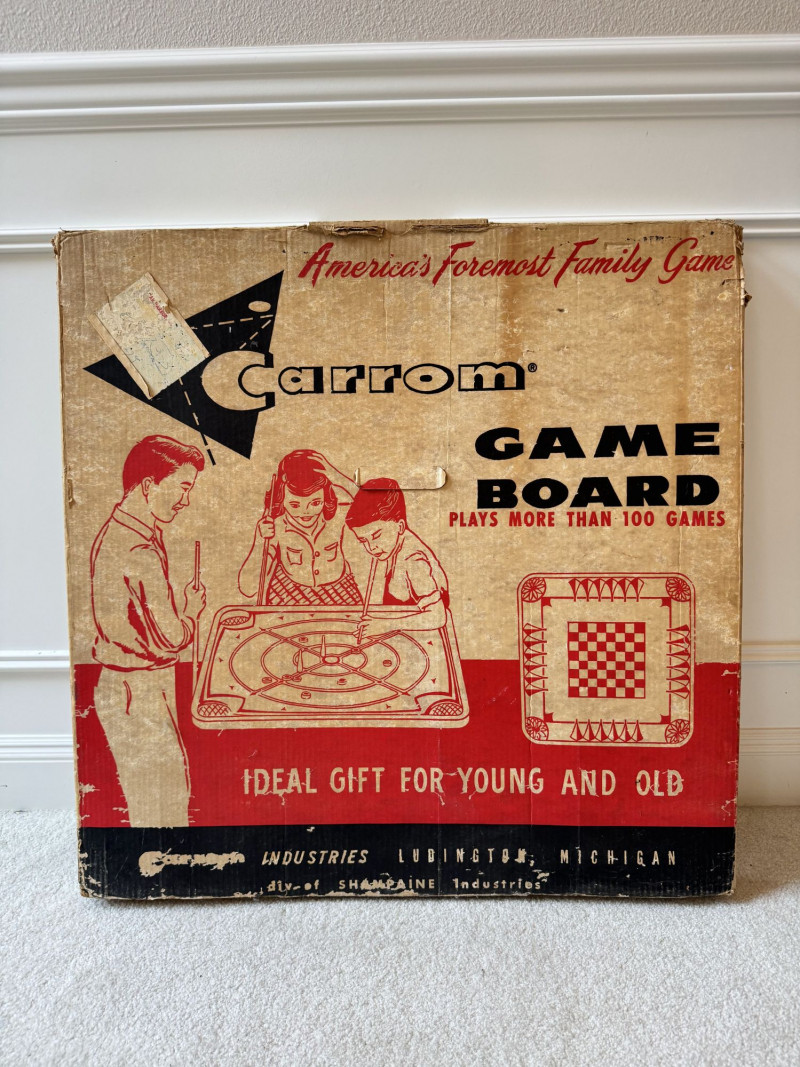 America's Foremost Family Game
Carrom®
GAME
BOARD
PLAYS MORE THAN 100 GAMES
IDEAL GIFT FOR YOUNG AND OLD
Carrom INDUSTRIES LUDINGTON, MICHIGAN
div. of SHAMPAINE Industries